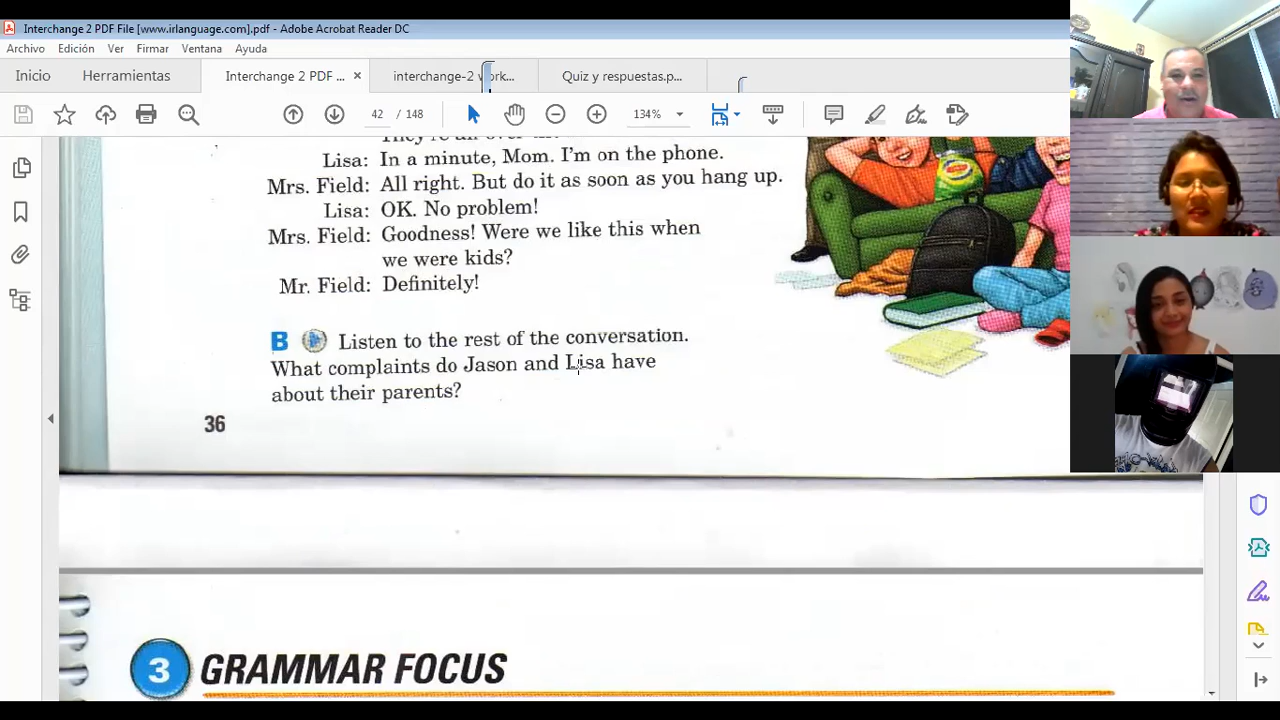 Interchange 2 PDF File [www.irlanguage.com].pdf - Adobe Acrobat Reader DC
Archivo Edición Ver Firmar Ventana Ayuda
Inicio Herramientas Interchange 2 PDF ... × interchange-2 Quiz y respuestas.p...
42 / 148 134%
Lisa: In a minute, Mom. I'm on the phone.
Mrs. Field: All right. But do it as soon as you hang up.
Lisa: OK. No problem!
Mrs. Field: Goodness! Were we like this when
we were kids?
Mr. Field: Definitely!
B Listen to the rest of the conversation.
What complaints do Jason and Lisa have
about their parents?
36
3 GRAMMAR FOCUS